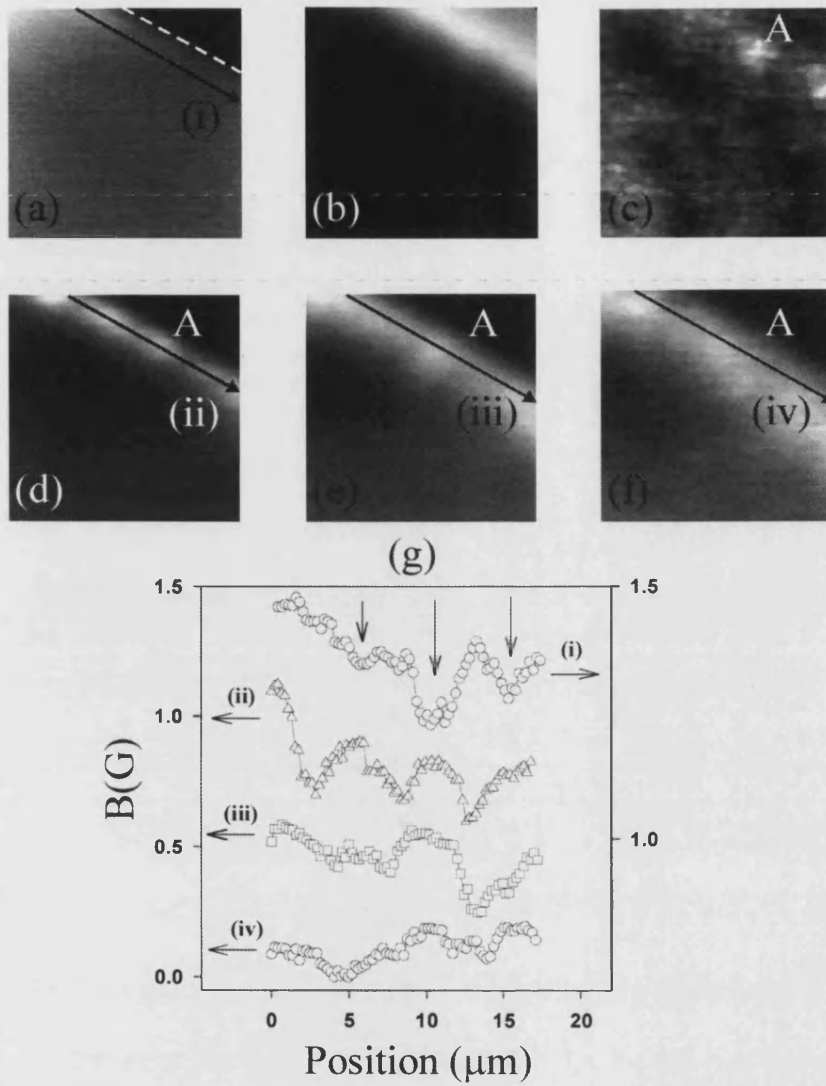 A
(i)
(a)
(b)
(c)
A
A
A
(ii)
(iii)
(iv)
(d)
(e)
(f)
(g)
1.5
1.5
(i)
(ii)
1.0
B(G)
(iii)
0.5
1.0
(iv)
0.0
0
5
10
15
20
Position (μm)